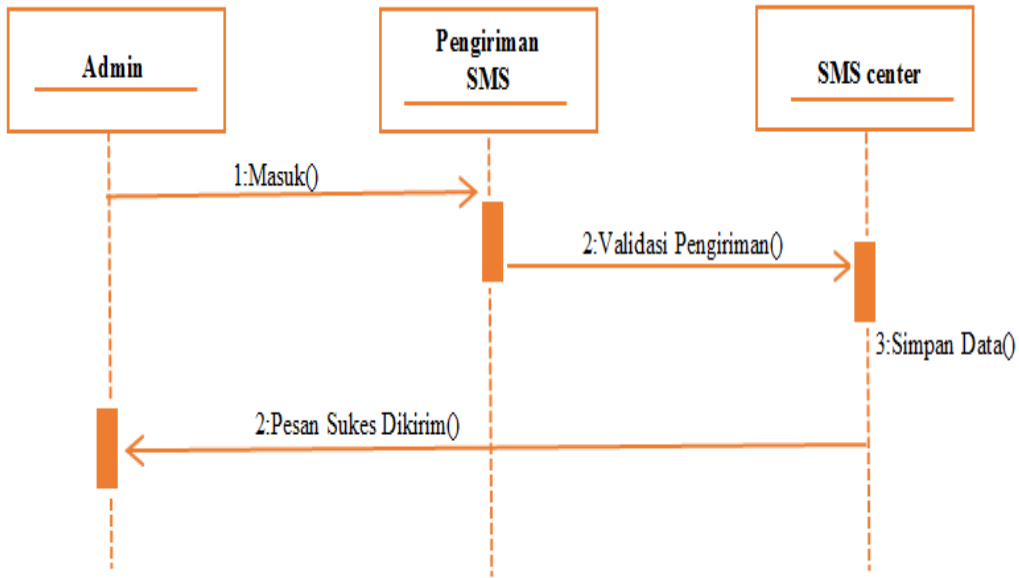 Admin
Pengiriman
SMS
SMS center
1:Masuk()
2:Validasi Pengiriman()
3:Simpan Data()
2:Pesan Sukes Dikirim()